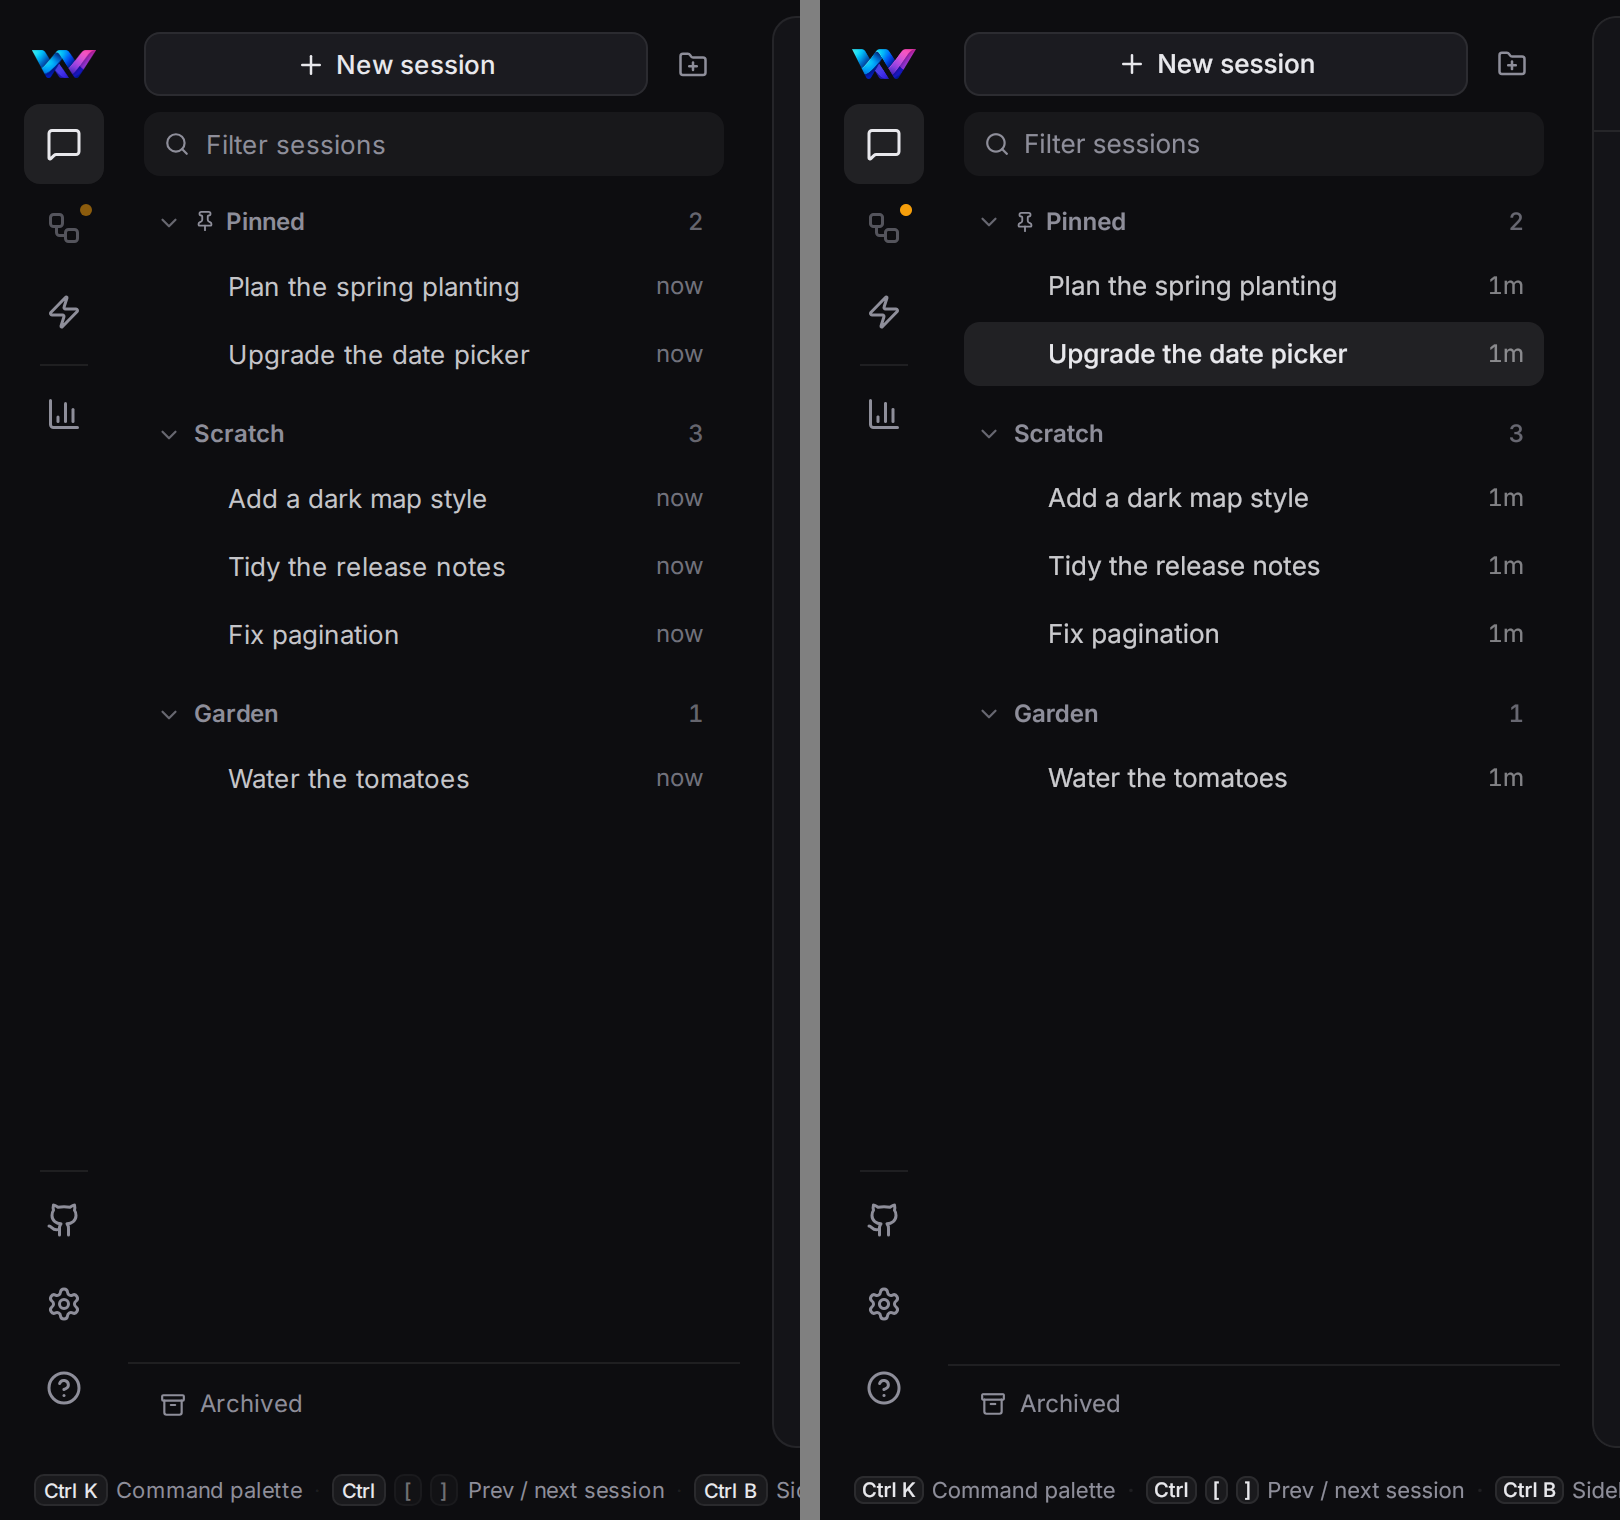 New session
Filter sessions
Pinned 2
Plan the spring planting now
Upgrade the date picker now
Scratch 3
Add a dark map style now
Tidy the release notes now
Fix pagination now
Garden 1
Water the tomatoes now
Archived
Ctrl K Command palette · Ctrl [ ] Prev / next session · Ctrl B
New session
Filter sessions
Pinned 2
Plan the spring planting 1m
Upgrade the date picker 1m
Scratch 3
Add a dark map style 1m
Tidy the release notes 1m
Fix pagination 1m
Garden 1
Water the tomatoes 1m
Archived
Ctrl K Command palette · Ctrl [ ] Prev / next session · Ctrl B